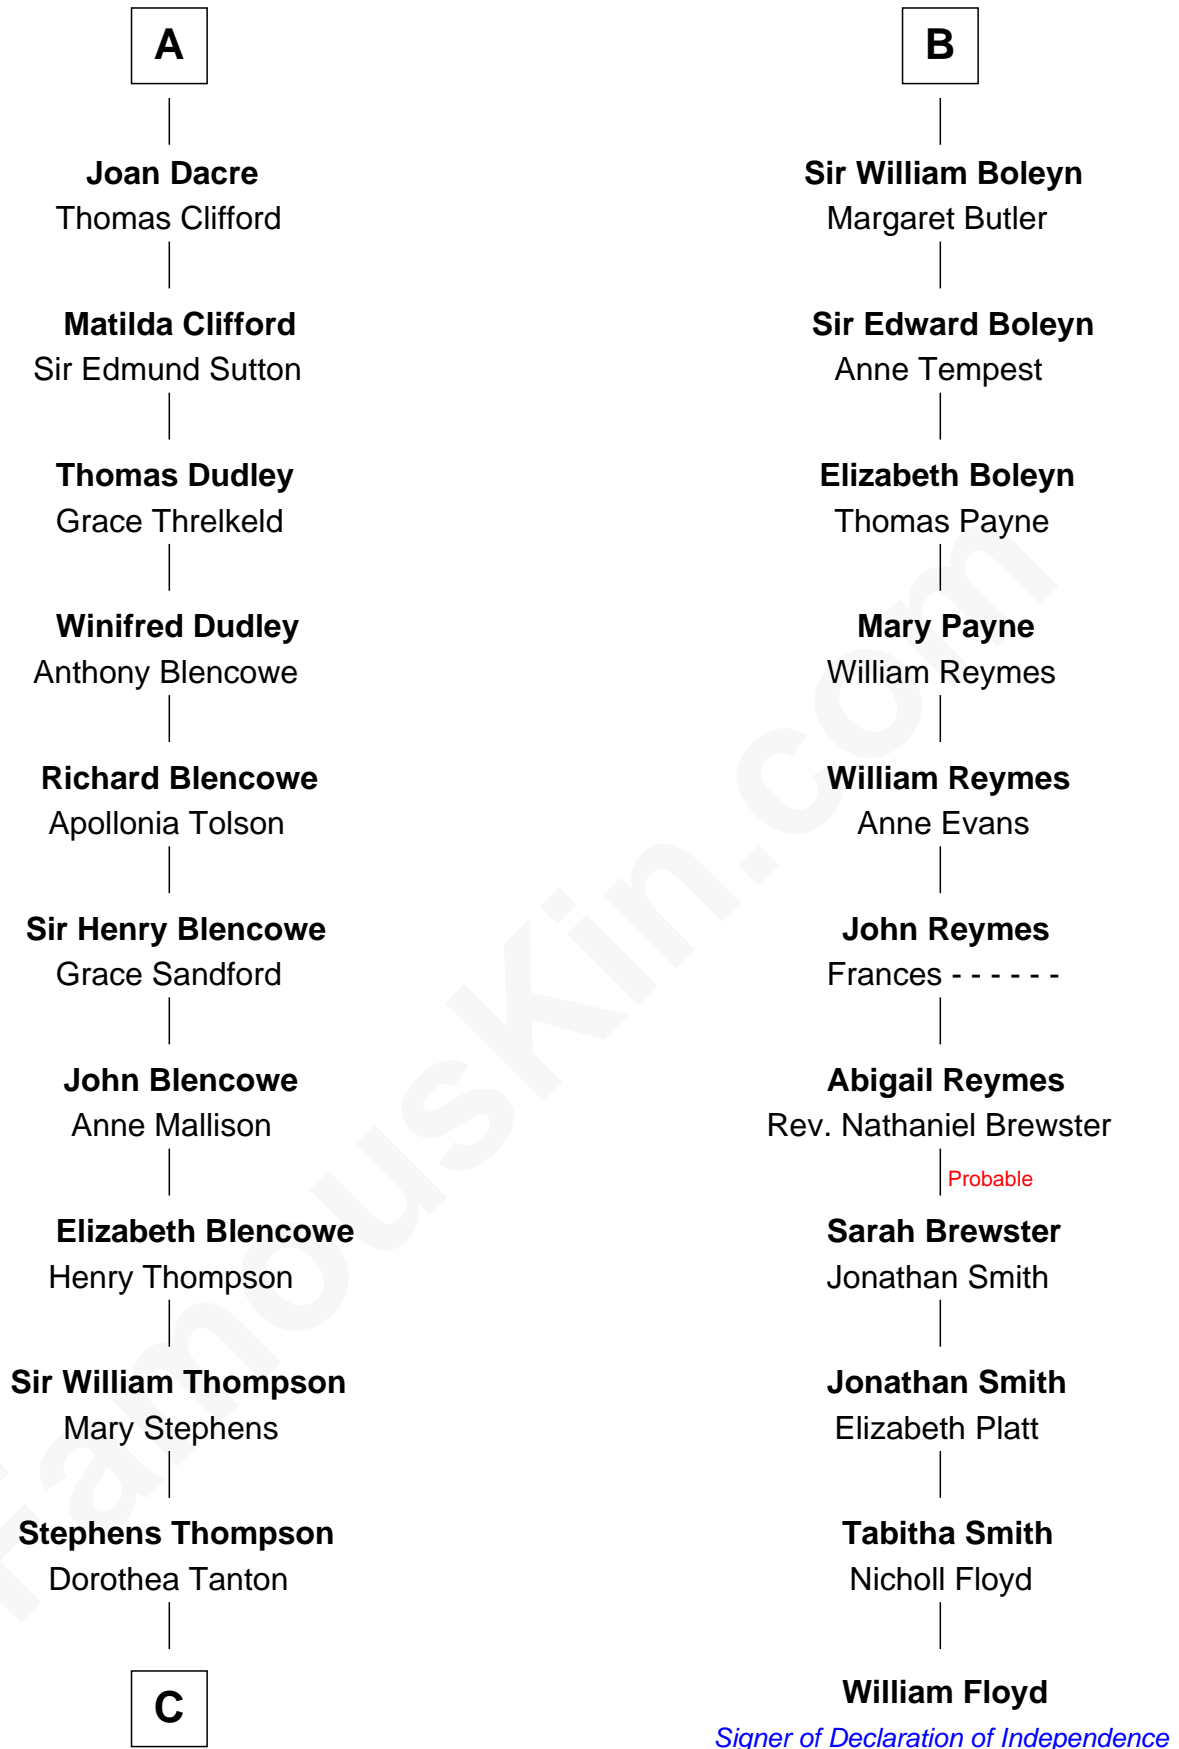 A
Joan Dacre
Thomas Clifford
Matilda Clifford
Sir Edmund Sutton
Thomas Dudley
Grace Threlkeld
Winifred Dudley
Anthony Blencowe
Richard Blencowe
Apollonia Tolson
Sir Henry Blencowe
Grace Sandford
John Blencowe
Anne Mallison
Elizabeth Blencowe
Henry Thompson
Sir William Thompson
Mary Stephens
Stephens Thompson
Dorothea Tanton
C
B
Sir William Boleyn
Margaret Butler
Sir Edward Boleyn
Anne Tempest
Elizabeth Boleyn
Thomas Payne
Mary Payne
William Reymes
William Reymes
Anne Evans
John Reymes
Frances - - - - - -
Abigail Reymes
Rev. Nathaniel Brewster
Probable
Sarah Brewster
Jonathan Smith
Jonathan Smith
Elizabeth Platt
Tabitha Smith
Nicholl Floyd
William Floyd
Signer of Declaration of Independence
FamousKin.com